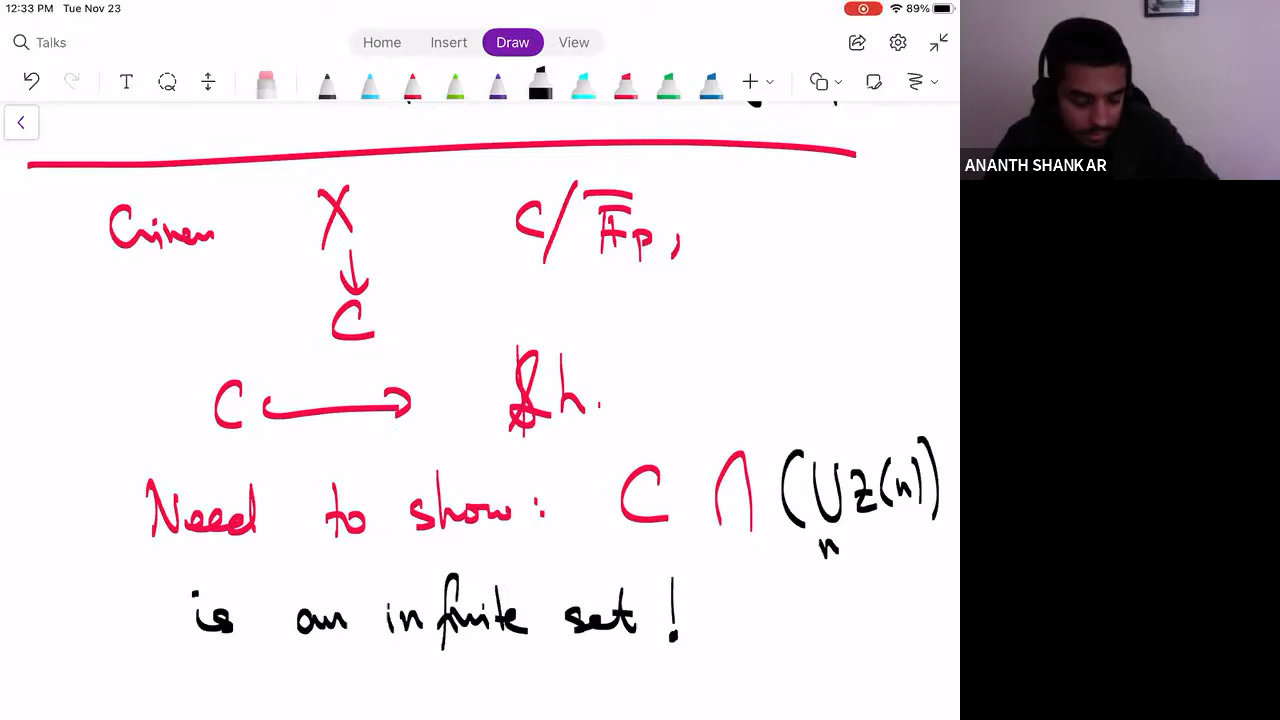 12:33 PM Tue Nov 23
89%
Talks
Home Insert Draw View
ANANTH SHANKAR
Given X C/F̅p,
↓
C
C ↪ Sh.
Need to show: C ∩ (⋃ Z(n))
n
is an infinite set!